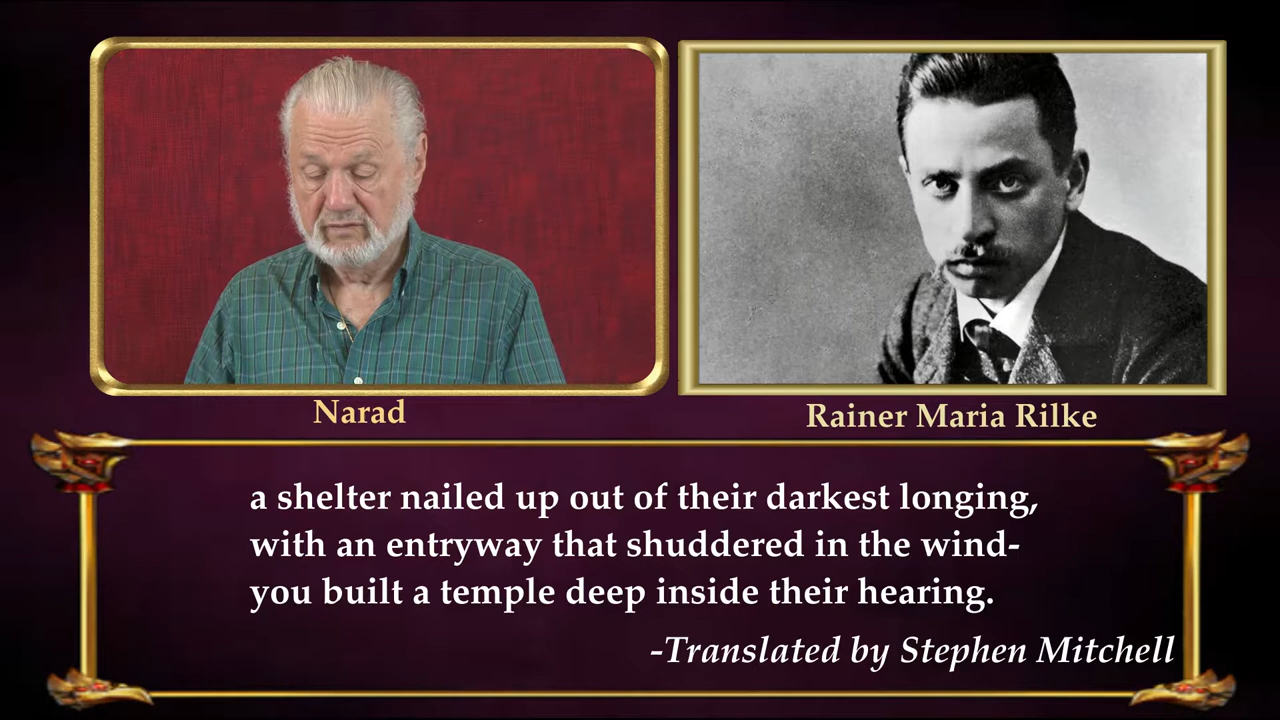 Narad
Rainer Maria Rilke
a shelter nailed up out of their darkest longing,
with an entryway that shuddered in the wind-
you built a temple deep inside their hearing.
-Translated by Stephen Mitchell